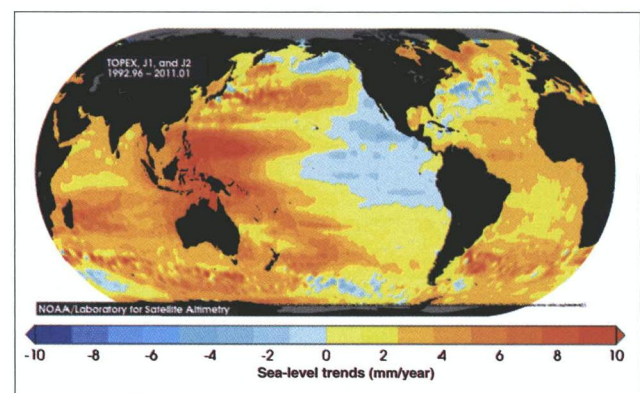 TOPEX, J1, and J2
1992.96 – 2011.01
NOAA/Laboratory for Satellite Altimetry
-10 -8 -6 -4 -2 0 2 4 6 8 10
Sea-level trends (mm/year)